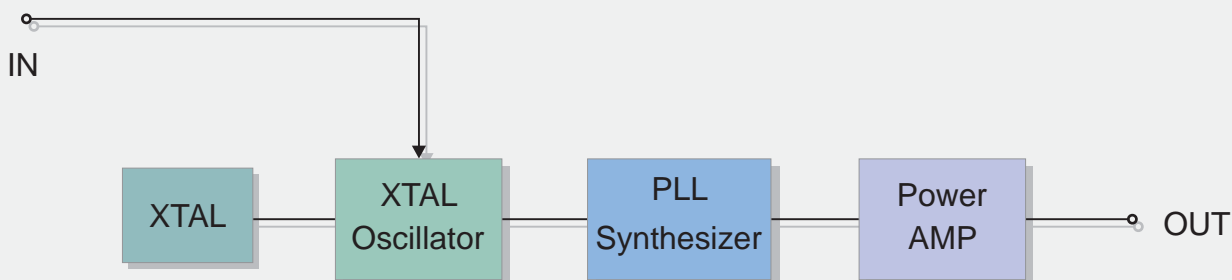 IN
XTAL
XTAL
Oscillator
PLL
Synthesizer
Power
AMP
OUT